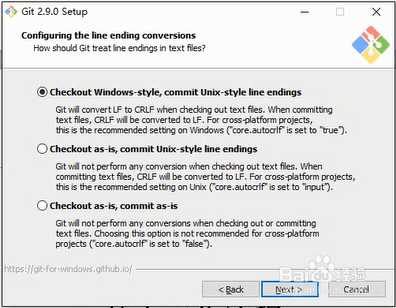 Git 2.9.0 Setup
Configuring the line ending conversions
How should Git treat line endings in text files?
Checkout Windows-style, commit Unix-style line endings
Git will convert LF to CRLF when checking out text files. When committing
text files, CRLF will be converted to LF. For cross-platform projects,
this is the recommended setting on Windows ("core.autocrlf" is set to "true").
Checkout as-is, commit Unix-style line endings
Git will not perform any conversion when checking out text files. When
committing text files, CRLF will be converted to LF. For cross-platform projects,
this is the recommended setting on Unix ("core.autocrlf" is set to "input").
Checkout as-is, commit as-is
Git will not perform any conversions when checking out or committing
text files. Choosing this option is not recommended for cross-platform
projects ("core.autocrlf" is set to "false").
https://git-for-windows.github.io/
< Back
Next >
Cancel
Baidu 经验